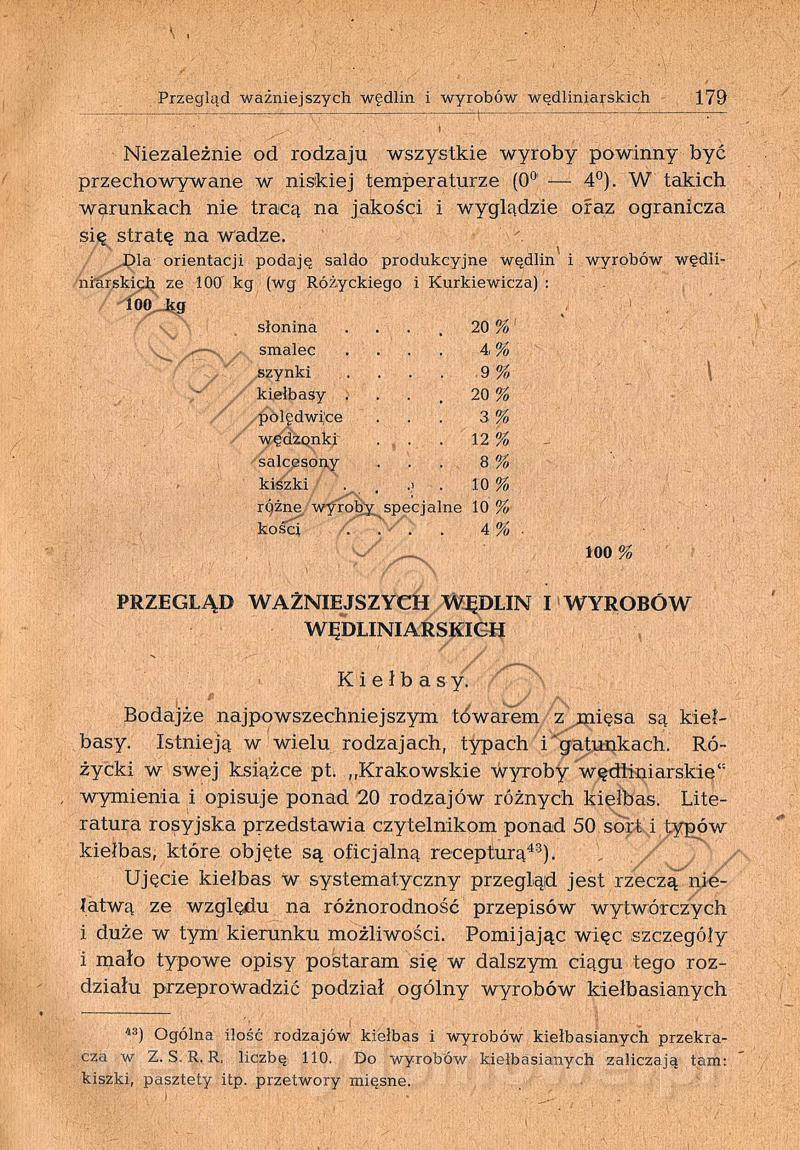 Przegląd ważniejszych wędlin i wyrobów wędliniarskich 179
Niezależnie od rodzaju wszystkie wyroby powinny być
przechowywane w niskiej temperaturze (0° — 4°). W takich
warunkach nie tracą na jakości i wyglądzie oraz ogranicza
się stratę na wadze.
Dla orientacji podaję saldo produkcyjne wędlin i wyrobów wędli-
niarskich ze 100 kg (wg Różyckiego i Kurkiewicza) :
100 kg
słonina . . . . 20 %
smalec . . . . 4 %
szynki . . . . 9 %
kiełbasy . . . . 20 %
polędwice . . . 3 %
wędzonki . . . 12 %
salcesony . . . 8 %
kiszki . . . . 10 %
różne wyroby specjalne 10 %
kości . . . . 4 %
100 %
PRZEGLĄD WAŻNIEJSZYCH WĘDLIN I WYROBÓW
WĘDLINIARSKICH
Kiełbasy.
Bodajże najpowszechniejszym towarem z mięsa są kieł-
basy. Istnieją w wielu rodzajach, typach i gatunkach. Ró-
życki w swej książce pt. „Krakowskie wyroby wędliniarskie“
wymienia i opisuje ponad 20 rodzajów różnych kiełbas. Lite-
ratura rosyjska przedstawia czytelnikom ponad 50 sort i typów
kiełbas, które objęte są oficjalną recepturą⁴³).
Ujęcie kiełbas w systematyczny przegląd jest rzeczą nie-
łatwą ze względu na różnorodność przepisów wytwórczych
i duże w tym kierunku możliwości. Pomijając więc szczegóły
i mało typowe opisy postaram się w dalszym ciągu tego roz-
działu przeprowadzić podział ogólny wyrobów kiełbasianych
⁴³) Ogólna ilość rodzajów kiełbas i wyrobów kiełbasianych przekra-
cza w Z. S. R. R. liczbę 110. Do wyrobów kiełbasianych zaliczają tam:
kiszki, pasztety itp. przetwory mięsne.